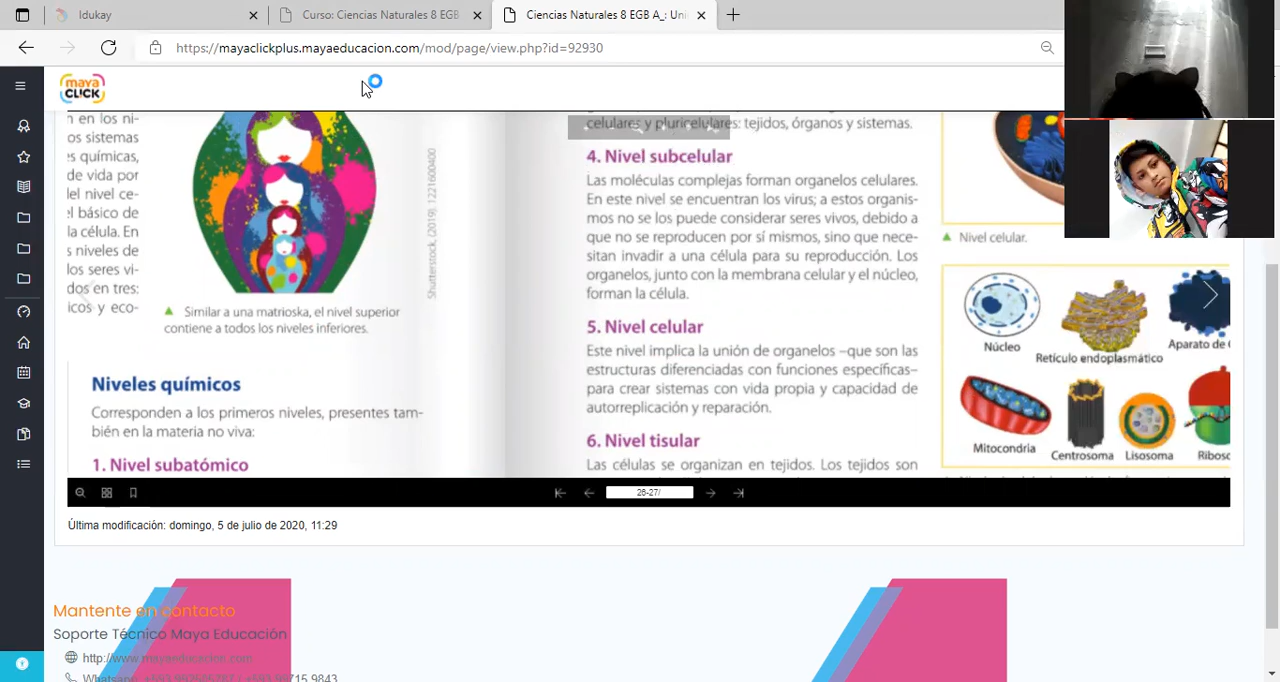 Idukay
Curso: Ciencias Naturales 8 EGB
Ciencias Naturales 8 EGB A_: Uni
https://mayaclickplus.mayaeducacion.com/mod/page/view.php?id=92930
maya
CLICK
n en los ni-
os sistemas
es químicas,
de vida por
lel nivel ce-
l básico de
la célula. En
s niveles de
los seres vi-
dos en tres:
icos y eco-
Shutterstock, (2019). 1221600400
Similar a una matrioska, el nivel superior
contiene a todos los niveles inferiores.
Niveles químicos
Corresponden a los primeros niveles, presentes tam-
bién en la materia no viva:
1. Nivel subatómico
celulares y pluricelulares: tejidos, órganos y sistemas.
4. Nivel subcelular
Las moléculas complejas forman organelos celulares.
En este nivel se encuentran los virus; a estos organis-
mos no se los puede considerar seres vivos, debido a
que no se reproducen por sí mismos, sino que nece-
sitan invadir a una célula para su reproducción. Los
organelos, junto con la membrana celular y el núcleo,
forman la célula.
5. Nivel celular
Este nivel implica la unión de organelos –que son las
estructuras diferenciadas con funciones específicas–
para crear sistemas con vida propia y capacidad de
autorreplicación y reparación.
6. Nivel tisular
Las células se organizan en tejidos. Los tejidos son
Nivel celular.
Núcleo
Retículo endoplasmático
Aparato de
Mitocondria
Centrosoma
Lisosoma
Riboso
26-27/
Última modificación: domingo, 5 de julio de 2020, 11:29
Mantente en contacto
Soporte Técnico Maya Educación
http://www.mayaeducacion.com